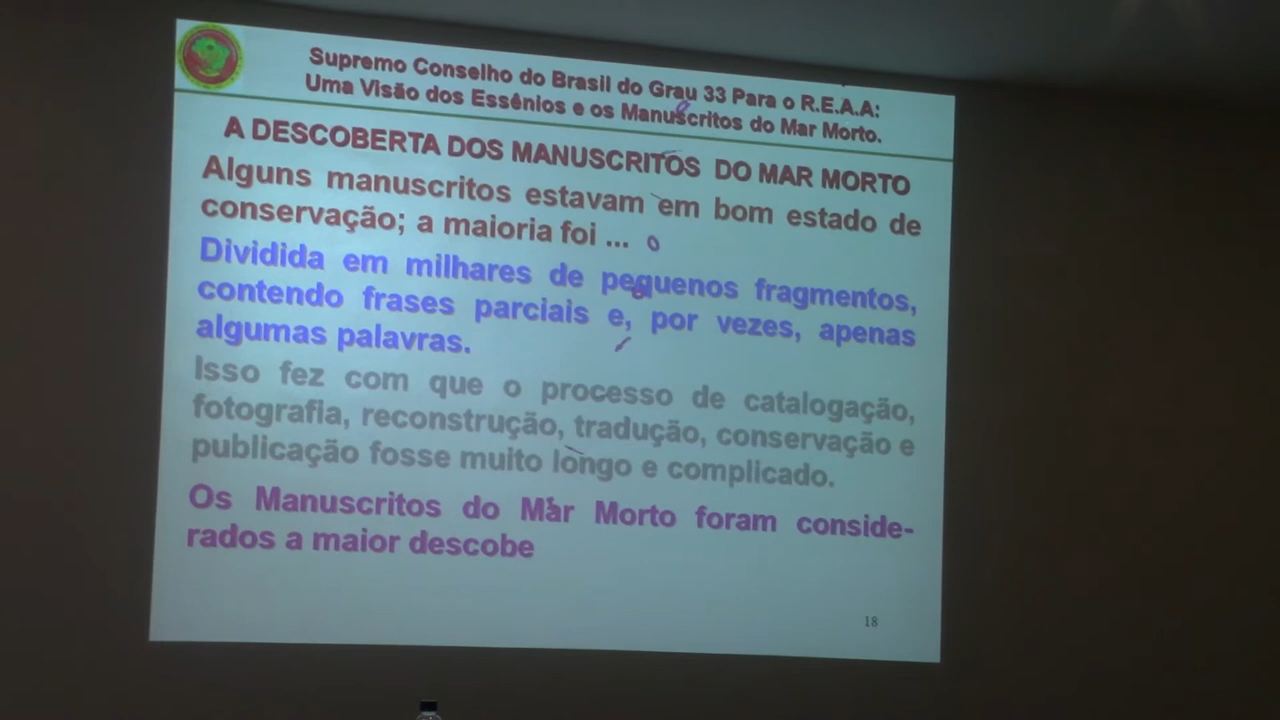 Supremo Conselho do Brasil do Grau 33 Para o R.E.A.A:
Uma Visão dos Essênios e os Manuscritos do Mar Morto.
A DESCOBERTA DOS MANUSCRITOS DO MAR MORTO
Alguns manuscritos estavam em bom estado de
conservação; a maioria foi ...
Dividida em milhares de pequenos fragmentos,
contendo frases parciais e, por vezes, apenas
algumas palavras.
Isso fez com que o processo de catalogação,
fotografia, reconstrução, tradução, conservação e
publicação fosse muito longo e complicado.
Os Manuscritos do Mar Morto foram conside-
rados a maior descobe
18